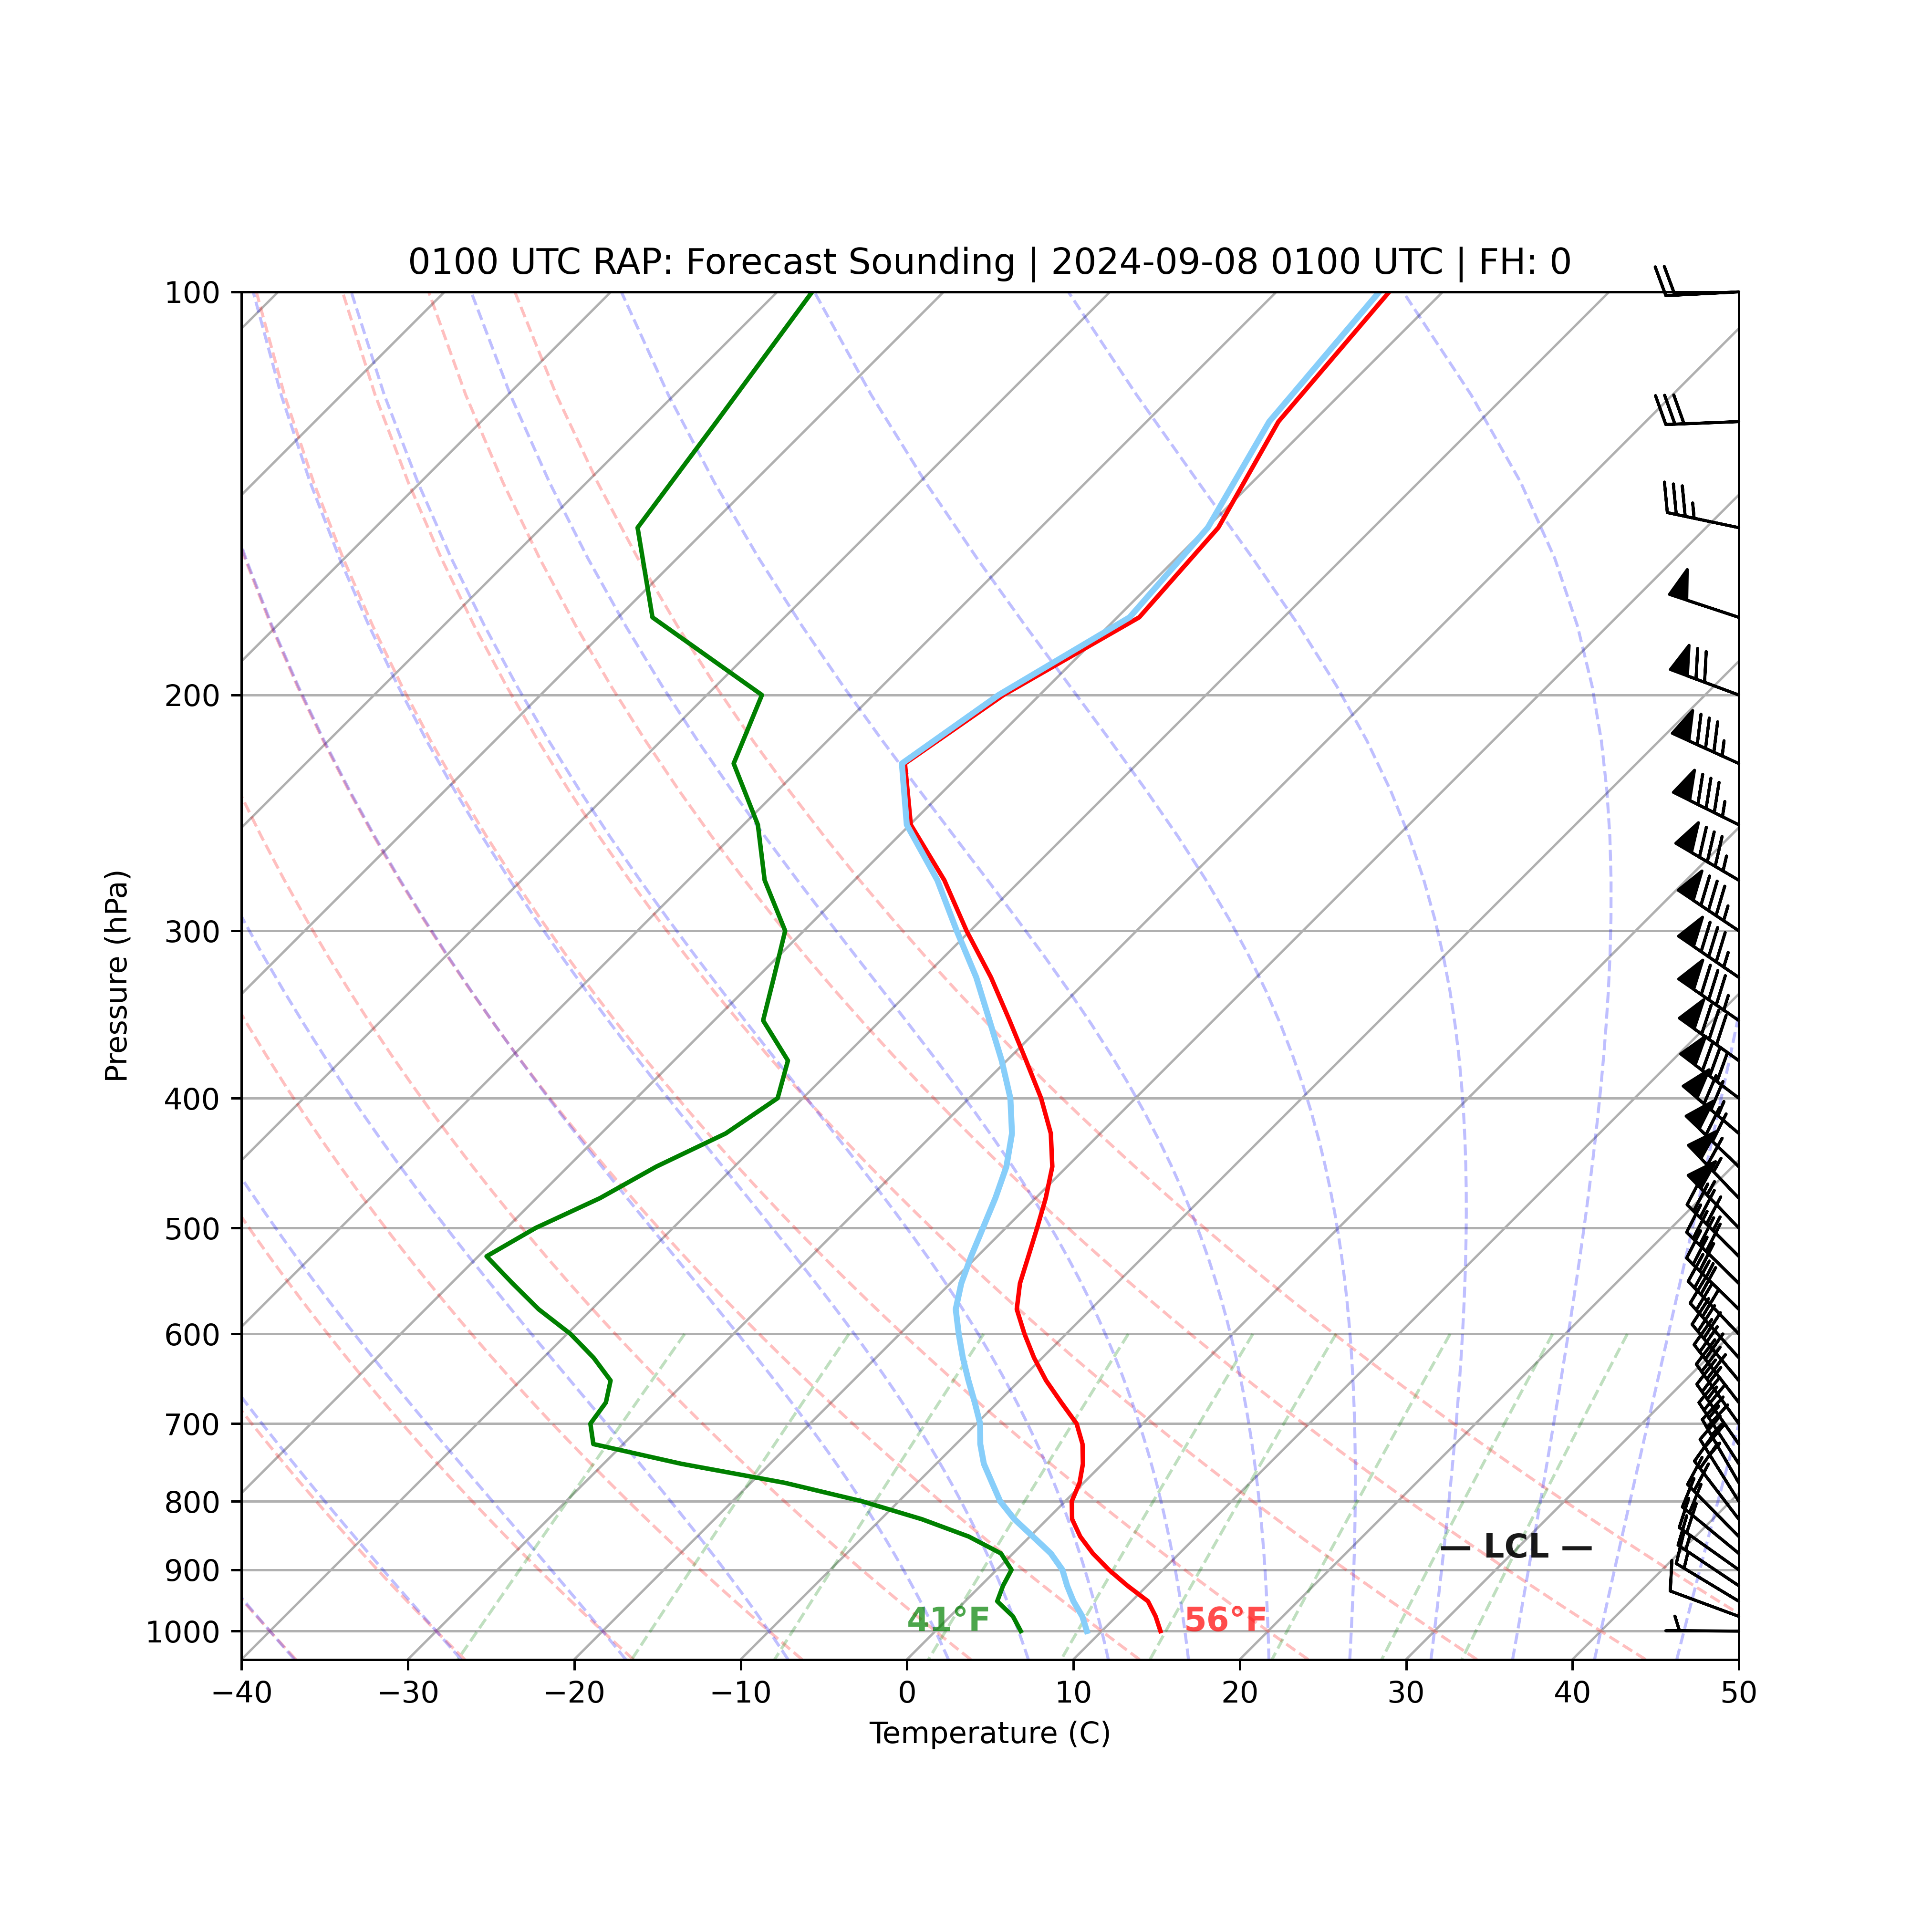 0100 UTC RAP: Forecast Sounding | 2024-09-08 0100 UTC | FH: 0
100
200
300
400
500
600
700
800
900
1000
Pressure (hPa)
— LCL —
41°F
56°F
−40 −30 −20 −10 0 10 20 30 40 50
Temperature (C)